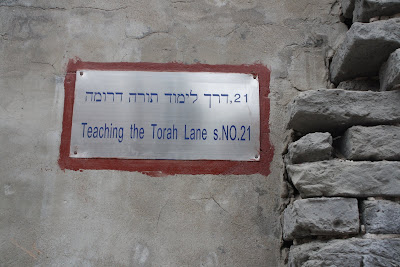 דרך לימוד תורה דרומה ,21
Teaching the Torah Lane s.NO.21